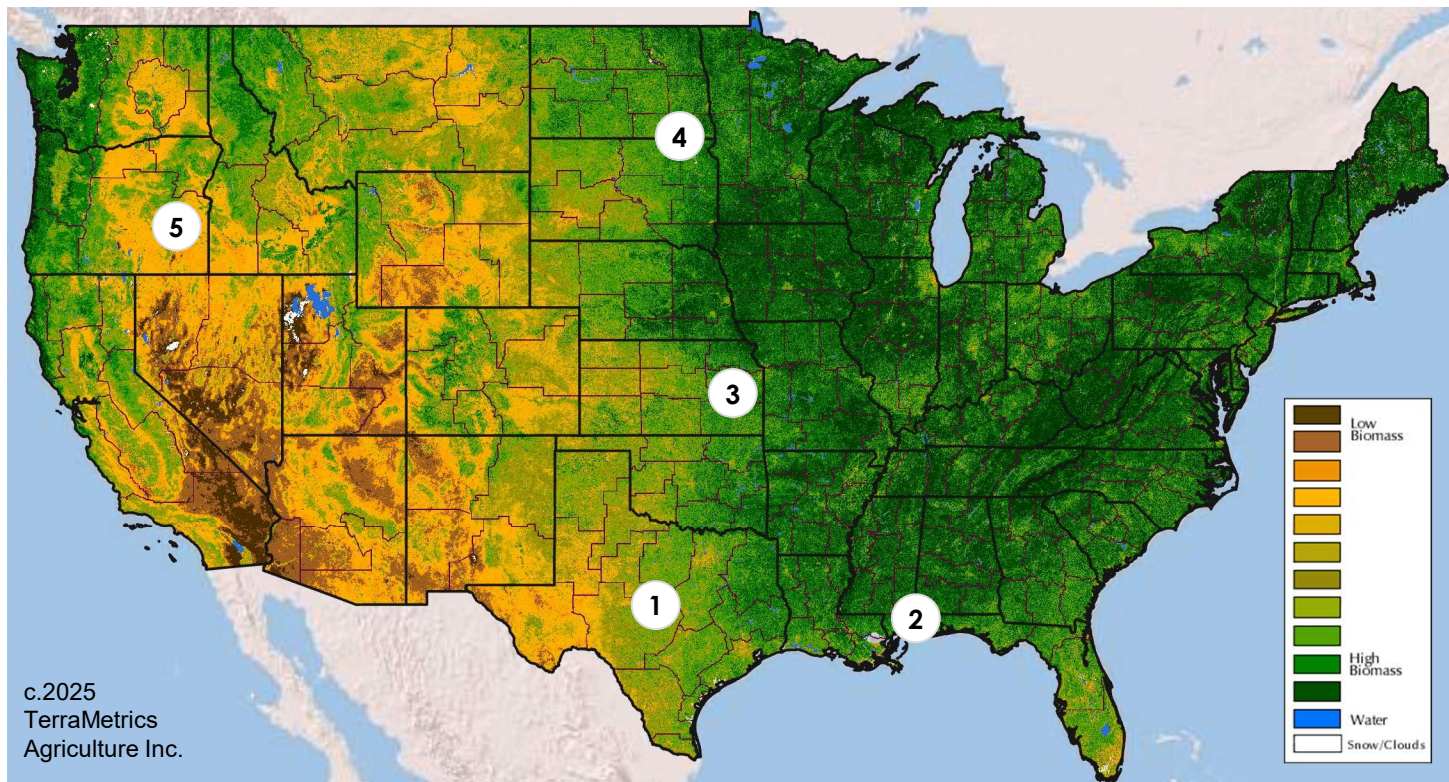 4
5
3
1
2
Low
Biomass
High
Biomass
Water
Snow/Clouds
c.2025
TerraMetrics
Agriculture Inc.